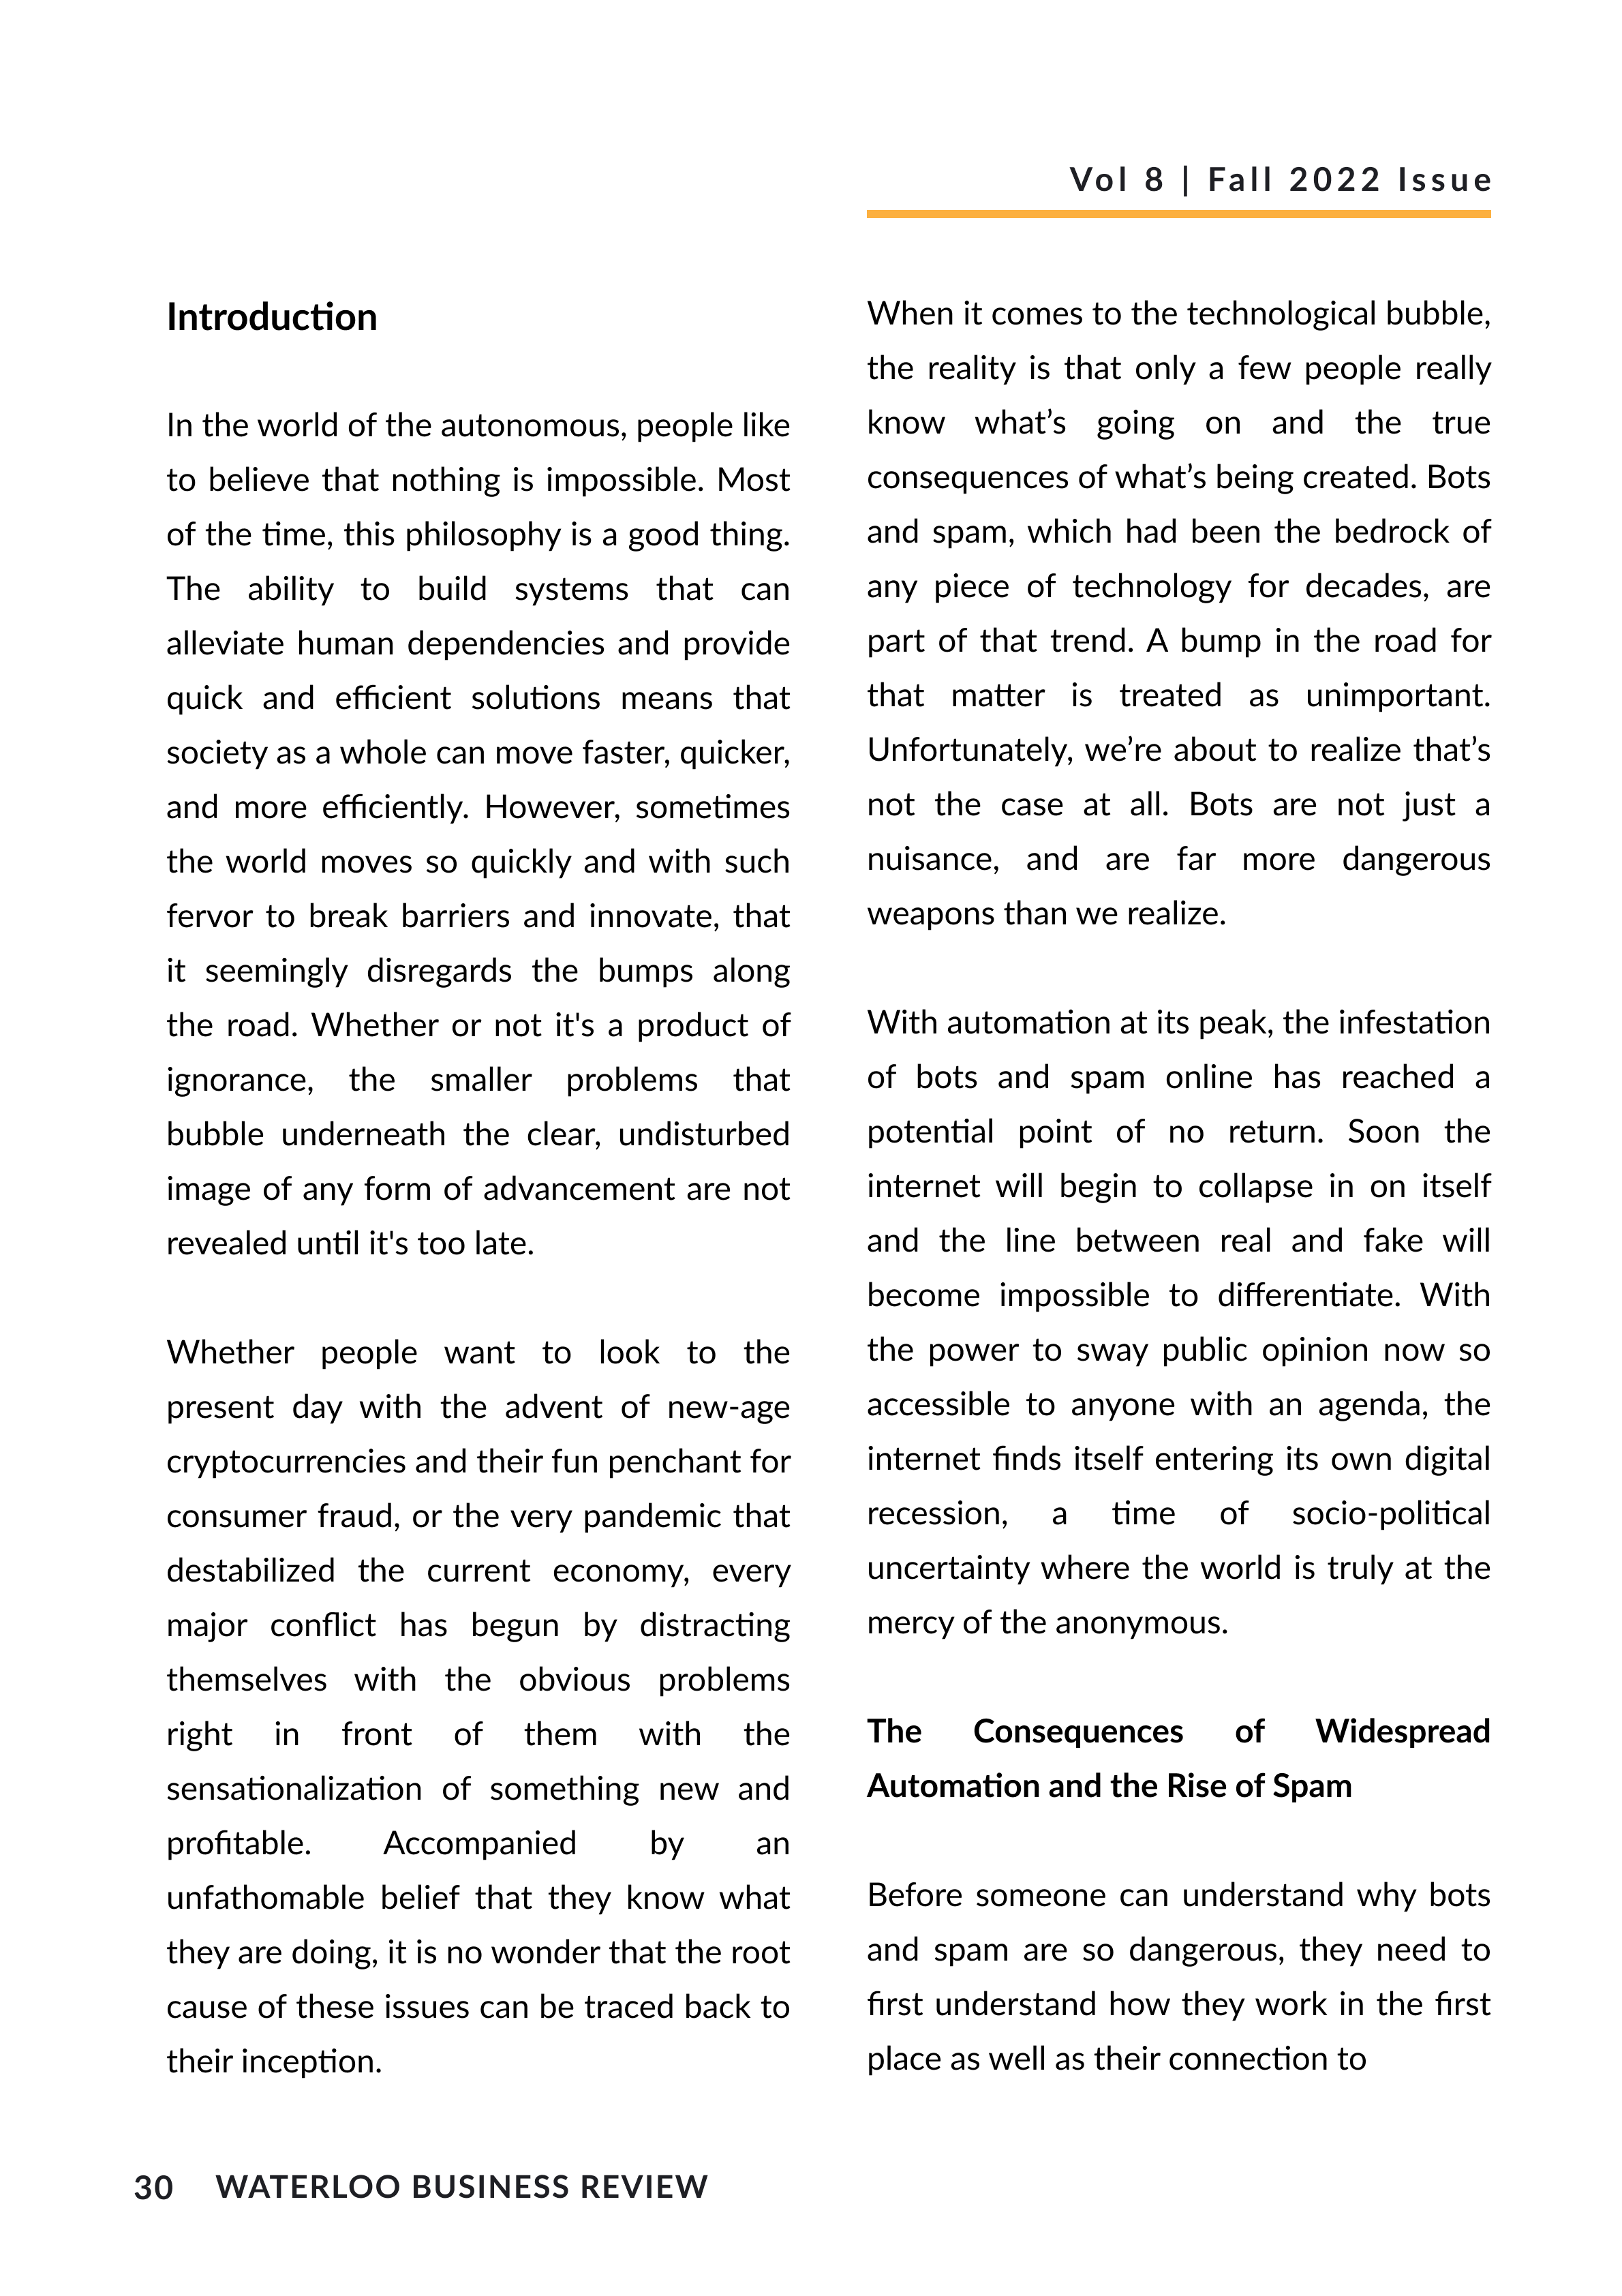 Vol 8 | Fall 2022 Issue
Introduction
In the world of the autonomous, people like
to believe that nothing is impossible. Most
of the time, this philosophy is a good thing.
The ability to build systems that can
alleviate human dependencies and provide
quick and efficient solutions means that
society as a whole can move faster, quicker,
and more efficiently. However, sometimes
the world moves so quickly and with such
fervor to break barriers and innovate, that
it seemingly disregards the bumps along
the road. Whether or not it's a product of
ignorance, the smaller problems that
bubble underneath the clear, undisturbed
image of any form of advancement are not
revealed until it's too late.
Whether people want to look to the
present day with the advent of new-age
cryptocurrencies and their fun penchant for
consumer fraud, or the very pandemic that
destabilized the current economy, every
major conflict has begun by distracting
themselves with the obvious problems
right in front of them with the
sensationalization of something new and
profitable. Accompanied by an
unfathomable belief that they know what
they are doing, it is no wonder that the root
cause of these issues can be traced back to
their inception.
When it comes to the technological bubble,
the reality is that only a few people really
know what’s going on and the true
consequences of what’s being created. Bots
and spam, which had been the bedrock of
any piece of technology for decades, are
part of that trend. A bump in the road for
that matter is treated as unimportant.
Unfortunately, we’re about to realize that’s
not the case at all. Bots are not just a
nuisance, and are far more dangerous
weapons than we realize.
With automation at its peak, the infestation
of bots and spam online has reached a
potential point of no return. Soon the
internet will begin to collapse in on itself
and the line between real and fake will
become impossible to differentiate. With
the power to sway public opinion now so
accessible to anyone with an agenda, the
internet finds itself entering its own digital
recession, a time of socio-political
uncertainty where the world is truly at the
mercy of the anonymous.
The Consequences of Widespread
Automation and the Rise of Spam
Before someone can understand why bots
and spam are so dangerous, they need to
first understand how they work in the first
place as well as their connection to
30 WATERLOO BUSINESS REVIEW